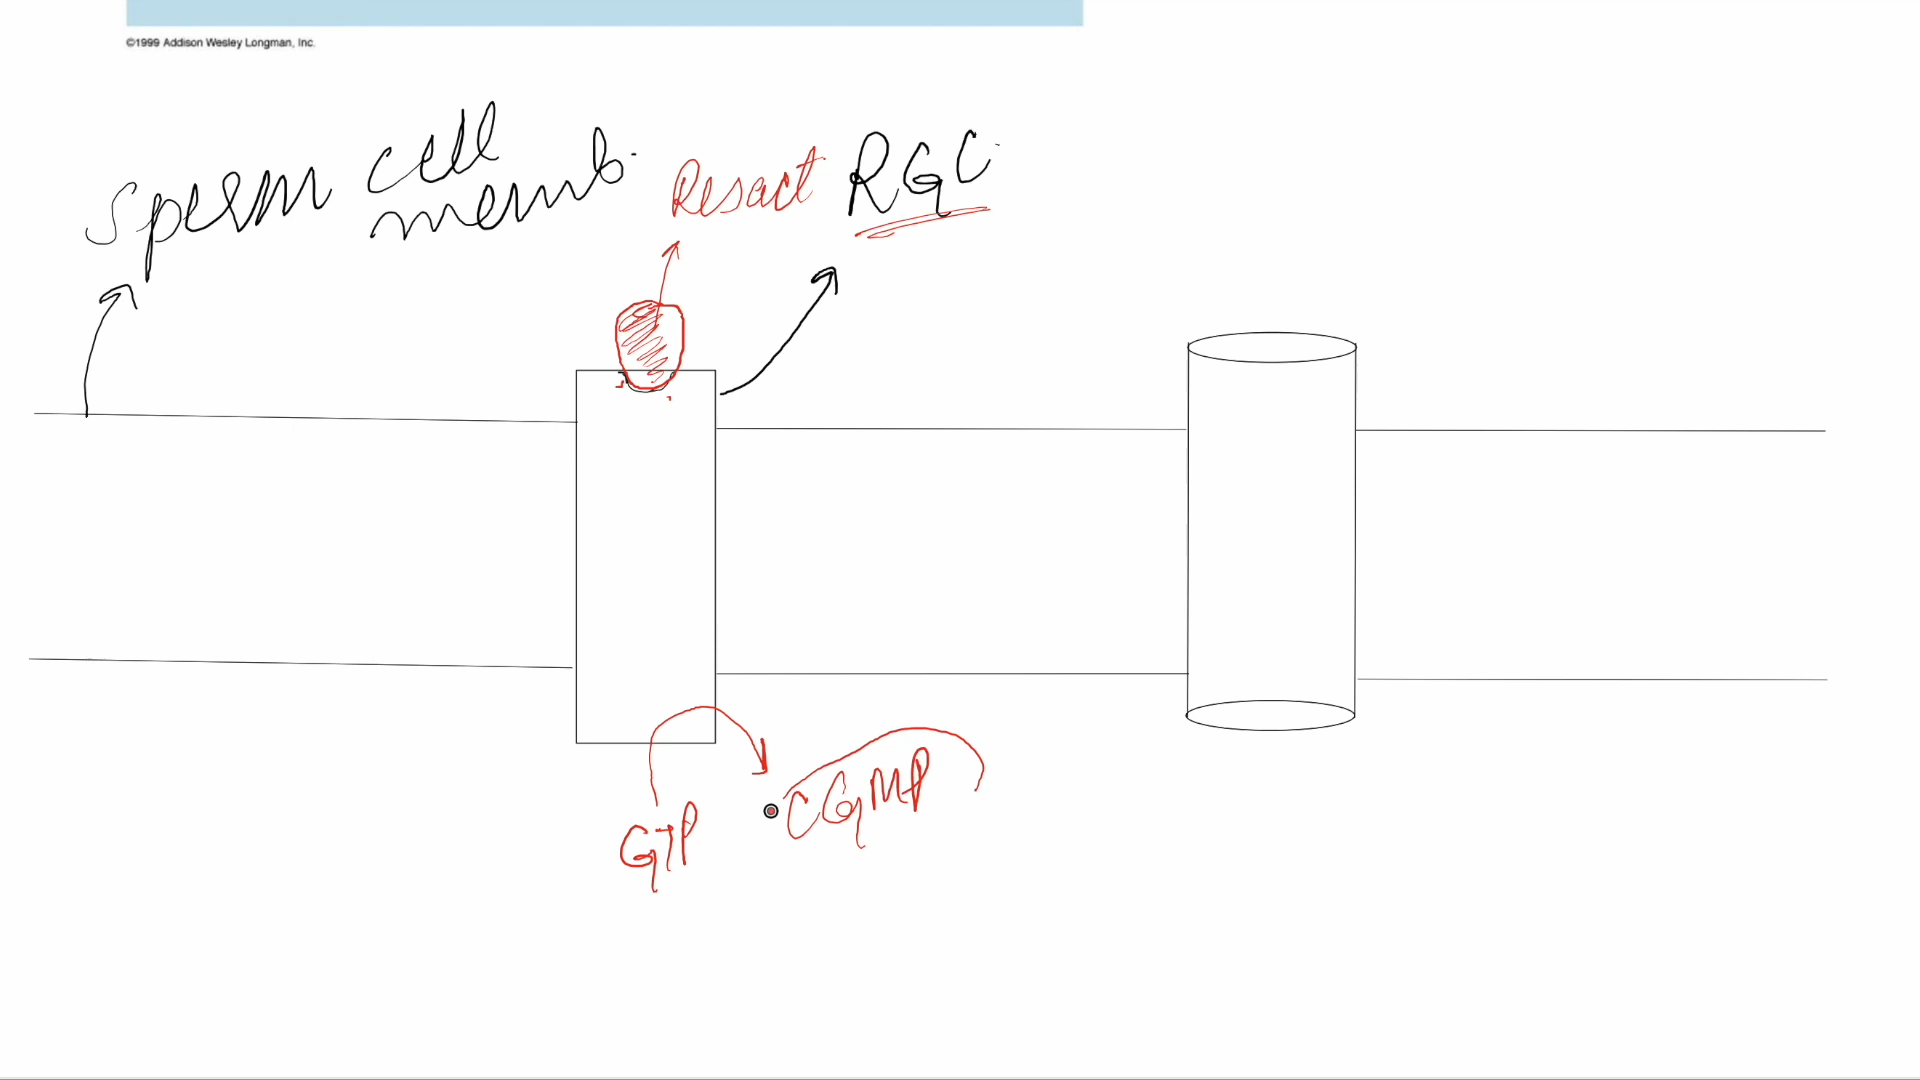 ©1999 Addison Wesley Longman, Inc.
Sperm cell
memb.
Resact RGC
GTP
CGMP